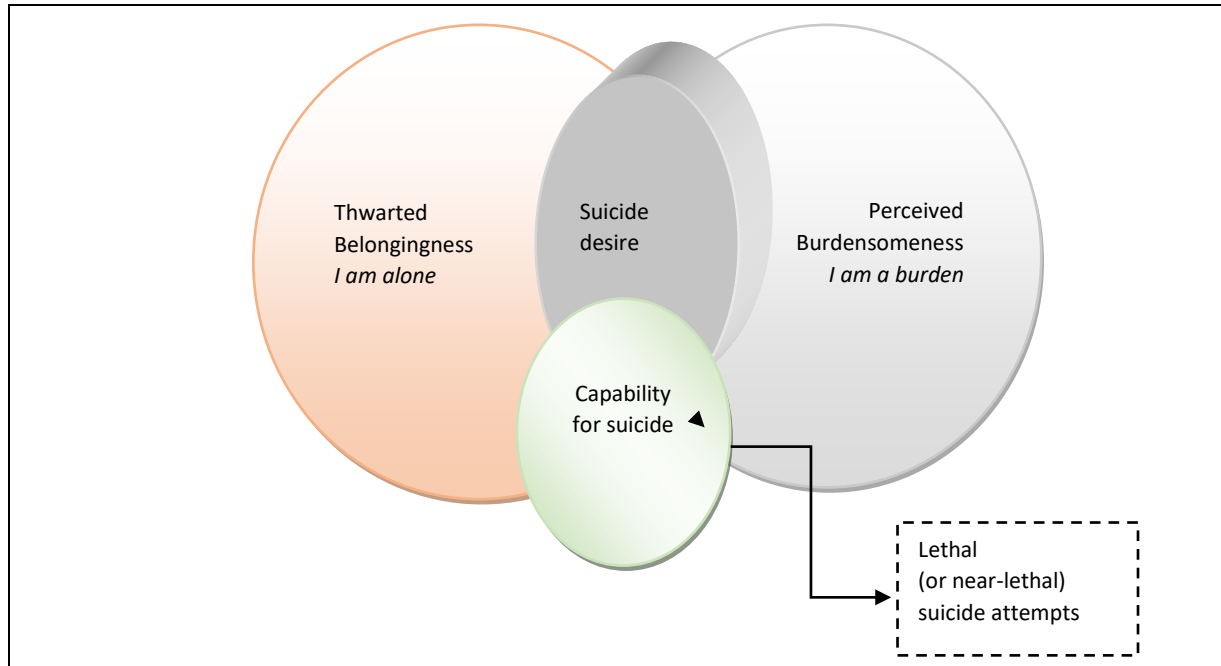 Thwarted
Belongingness
I am alone
Suicide
desire
Perceived
Burdensomeness
I am a burden
Capability
for suicide
Lethal
(or near-lethal)
suicide attempts